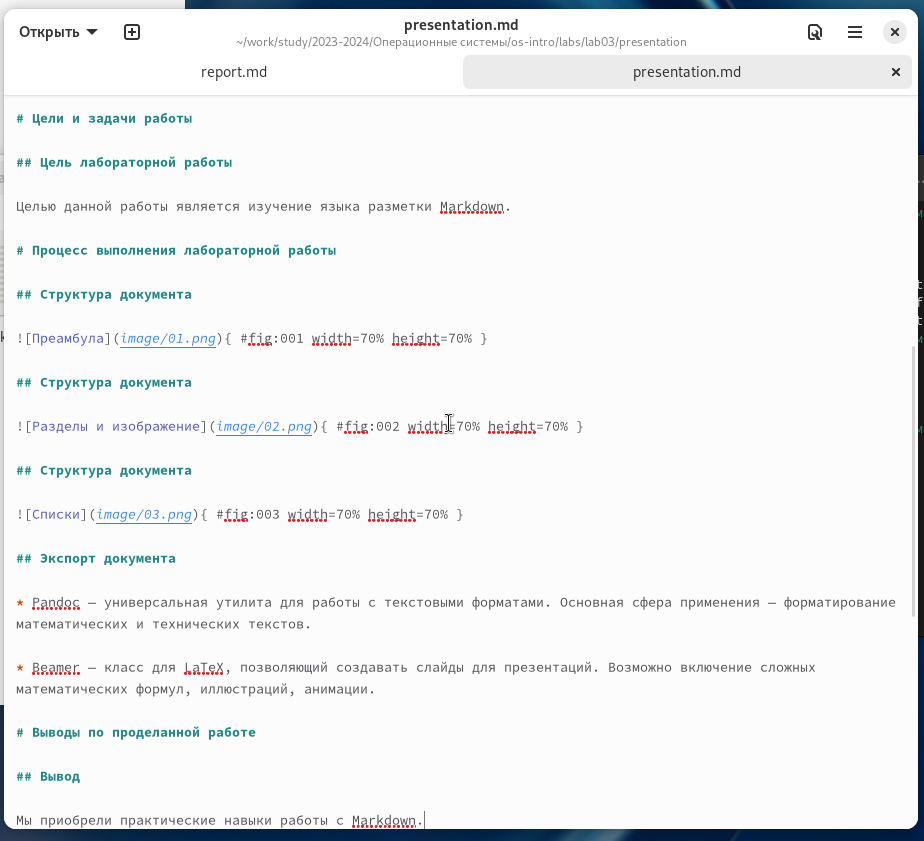 Открыть
presentation.md
~/work/study/2023-2024/Операционные системы/os-intro/labs/lab03/presentation
report.md
presentation.md
# Цели и задачи работы
## Цель лабораторной работы
Целью данной работы является изучение языка разметки Markdown.
# Процесс выполнения лабораторной работы
## Структура документа
![Преамбула](image/01.png){ #fig:001 width=70% height=70% }
## Структура документа
![Разделы и изображение](image/02.png){ #fig:002 width=70% height=70% }
## Структура документа
![Списки](image/03.png){ #fig:003 width=70% height=70% }
## Экспорт документа
* Pandoc — универсальная утилита для работы с текстовыми форматами. Основная сфера применения — форматирование
математических и технических текстов.
* Beamer — класс для LaTeX, позволяющий создавать слайды для презентаций. Возможно включение сложных
математических формул, иллюстраций, анимации.
# Выводы по проделанной работе
## Вывод
Мы приобрели практические навыки работы с Markdown.